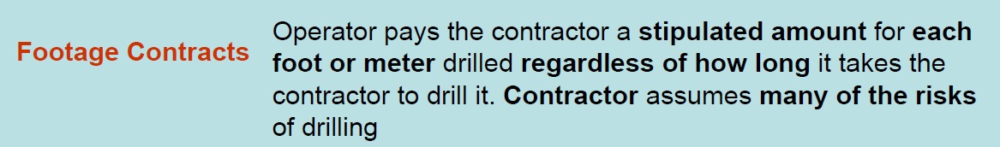 Footage Contracts
Operator pays the contractor a stipulated amount for each
foot or meter drilled regardless of how long it takes the
contractor to drill it. Contractor assumes many of the risks
of drilling